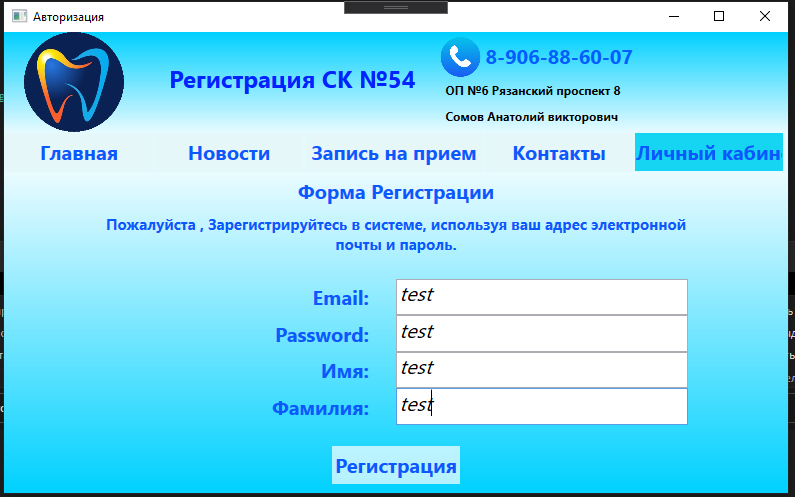 Авторизация
Регистрация СК №54
8-906-88-60-07
ОП №6 Рязанский проспект 8
Сомов Анатолий викторович
Главная Новости Запись на прием Контакты Личный кабин
Форма Регистрации
Пожалуйста , Зарегистрируйтесь в системе, используя ваш адрес электронной
почты и пароль.
Email: test
Password: test
Имя: test
Фамилия: test
Регистрация